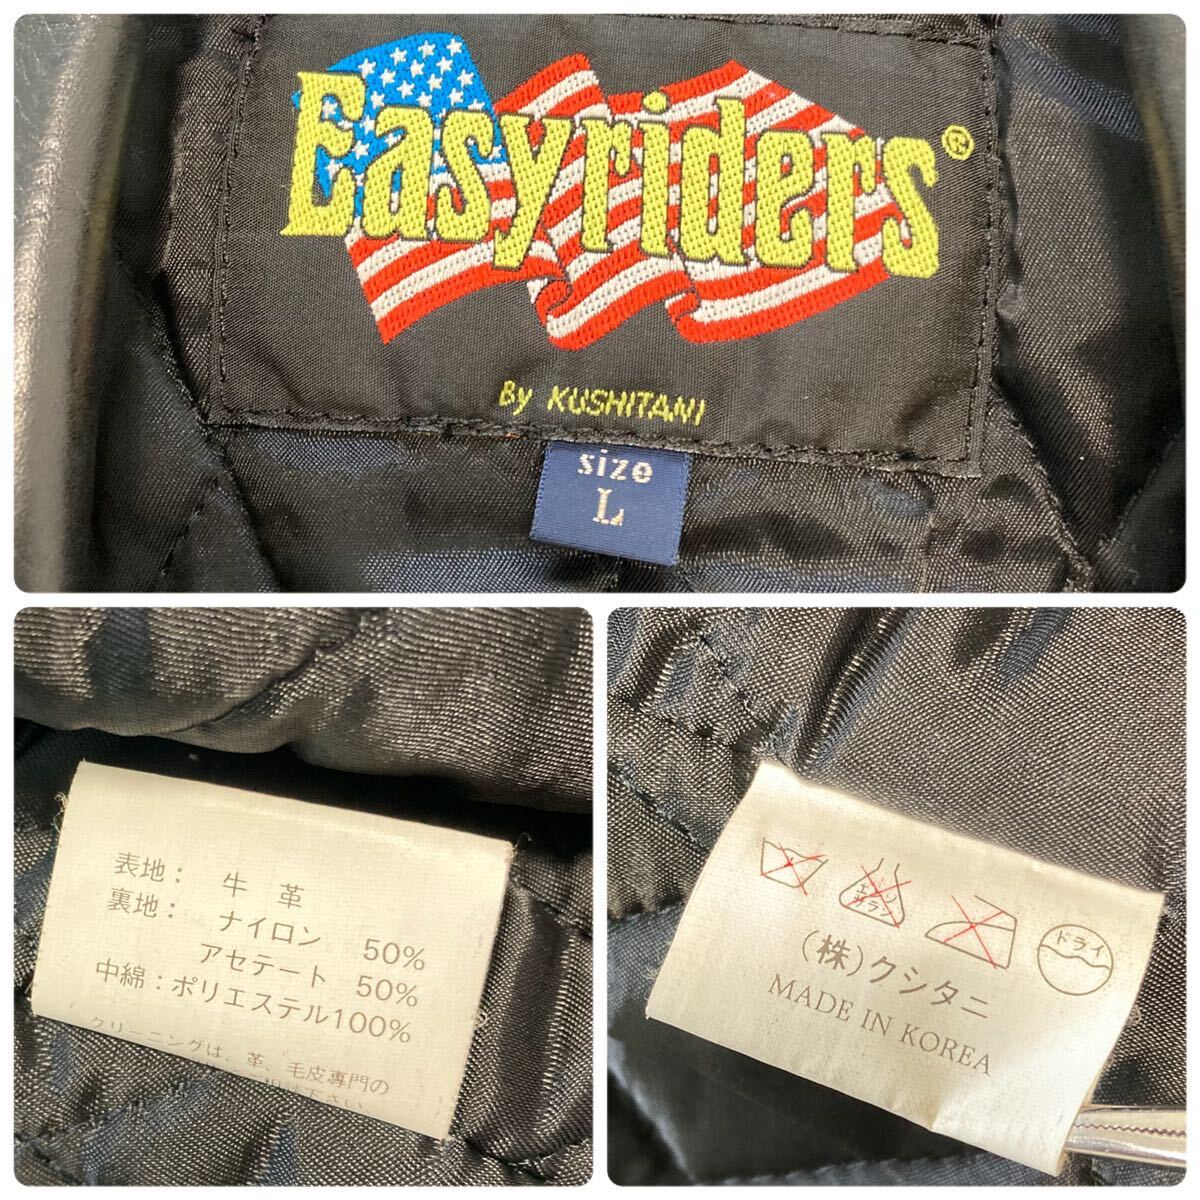 Easyriders®
By KUSHITANI
size
L
表地： 牛 革
裏地： ナイロン 50%
アセテート 50%
中綿：ポリエステル100%
クリーニングは、革、毛皮専門の
エンソ
サラシ
ドライ
(株)クシタニ
MADE IN KOREA